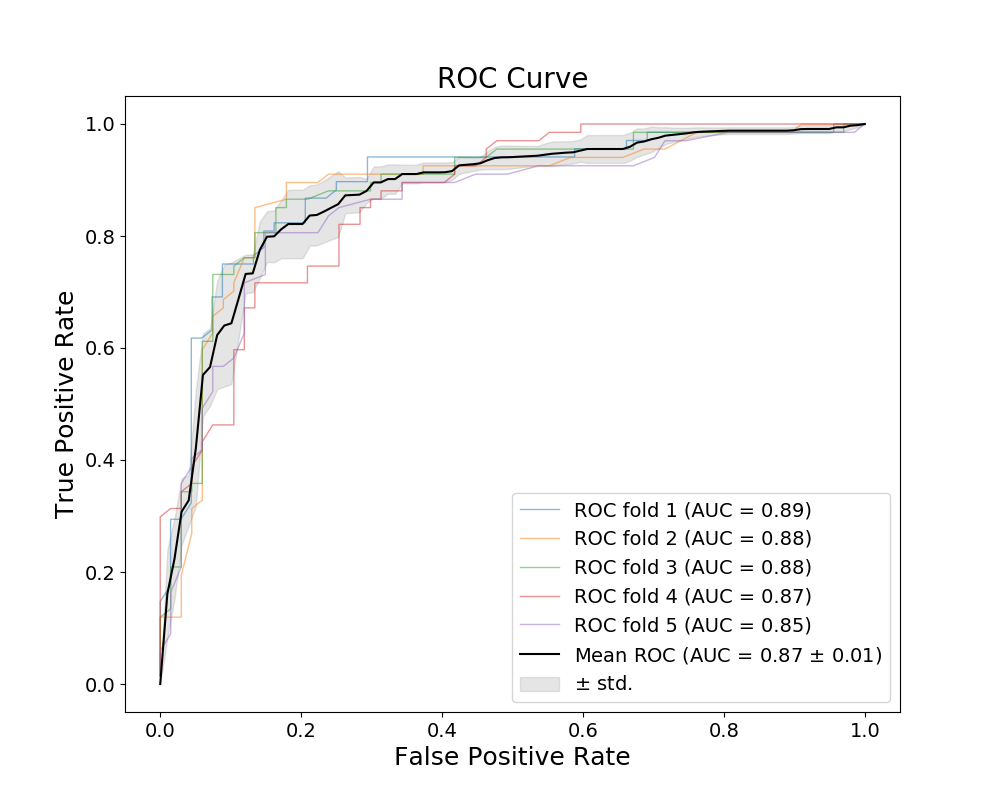 ROC Curve
True Positive Rate
1.0
0.8
0.6
0.4
0.2
0.0
ROC fold 1 (AUC = 0.89)
ROC fold 2 (AUC = 0.88)
ROC fold 3 (AUC = 0.88)
ROC fold 4 (AUC = 0.87)
ROC fold 5 (AUC = 0.85)
Mean ROC (AUC = 0.87 ± 0.01)
± std.
0.0 0.2 0.4 0.6 0.8 1.0
False Positive Rate